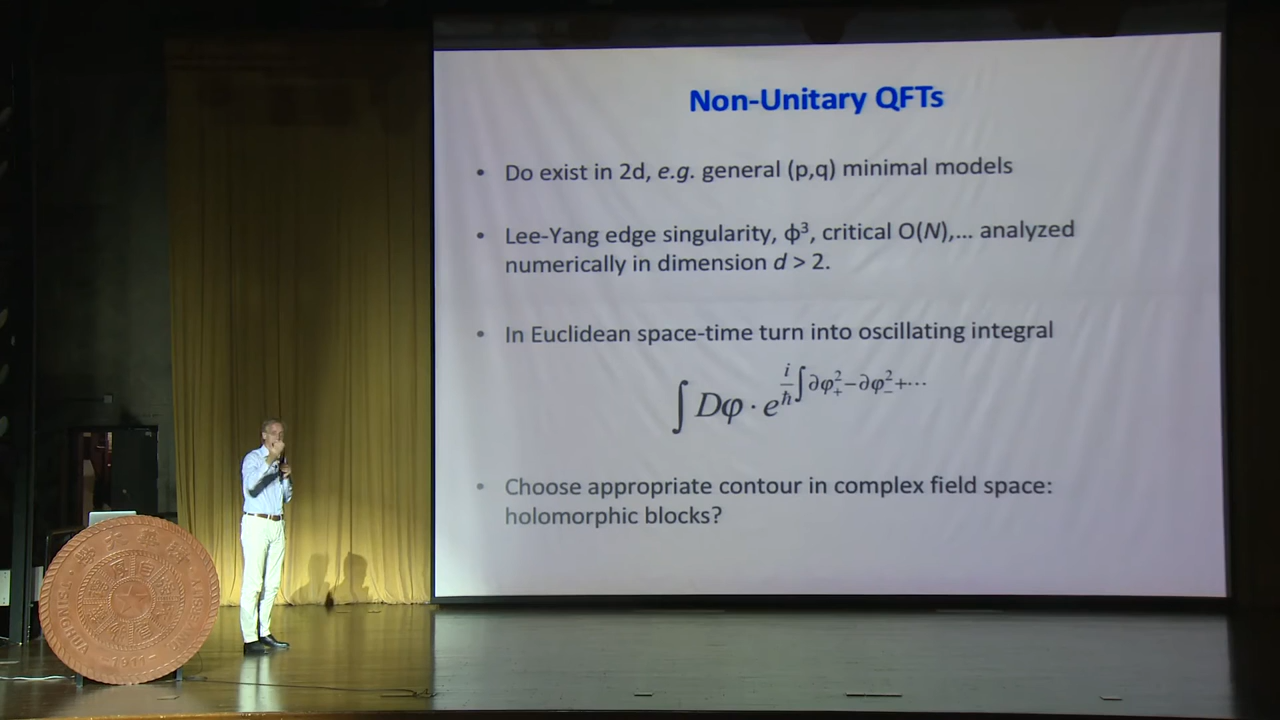 Non-Unitary QFTs
• Do exist in 2d, e.g. general (p,q) minimal models
• Lee-Yang edge singularity, ϕ³, critical O(N),... analyzed
numerically in dimension d > 2.
• In Euclidean space-time turn into oscillating integral
∫ Dφ · e^{i/ħ ∫ ∂φ₊² − ∂φ₋² + ···}
• Choose appropriate contour in complex field space:
holomorphic blocks?
TSINGHUA
1911